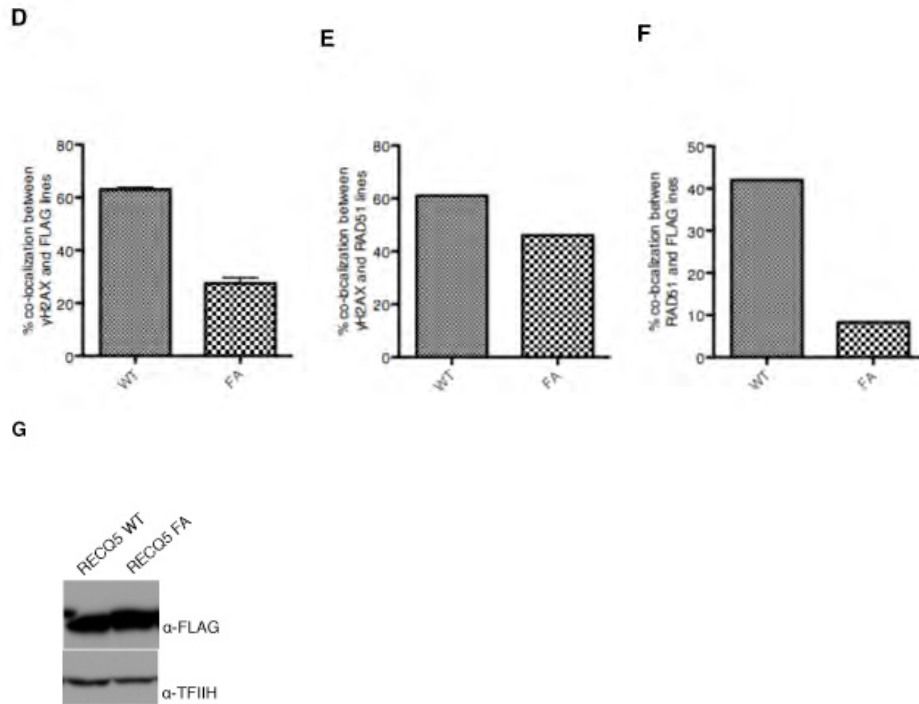 D
E
F
% co-localization between
γH2AX and FLAG lines
80
60
40
20
0
WT
FA
% co-localization between
γH2AX and RAD51 lines
80
60
40
20
0
WT
FA
% co-localization between
RAD51 and FLAG lines
50
40
30
20
10
0
WT
FA
G
RECQ5 WT
RECQ5 FA
α-FLAG
α-TFIIH